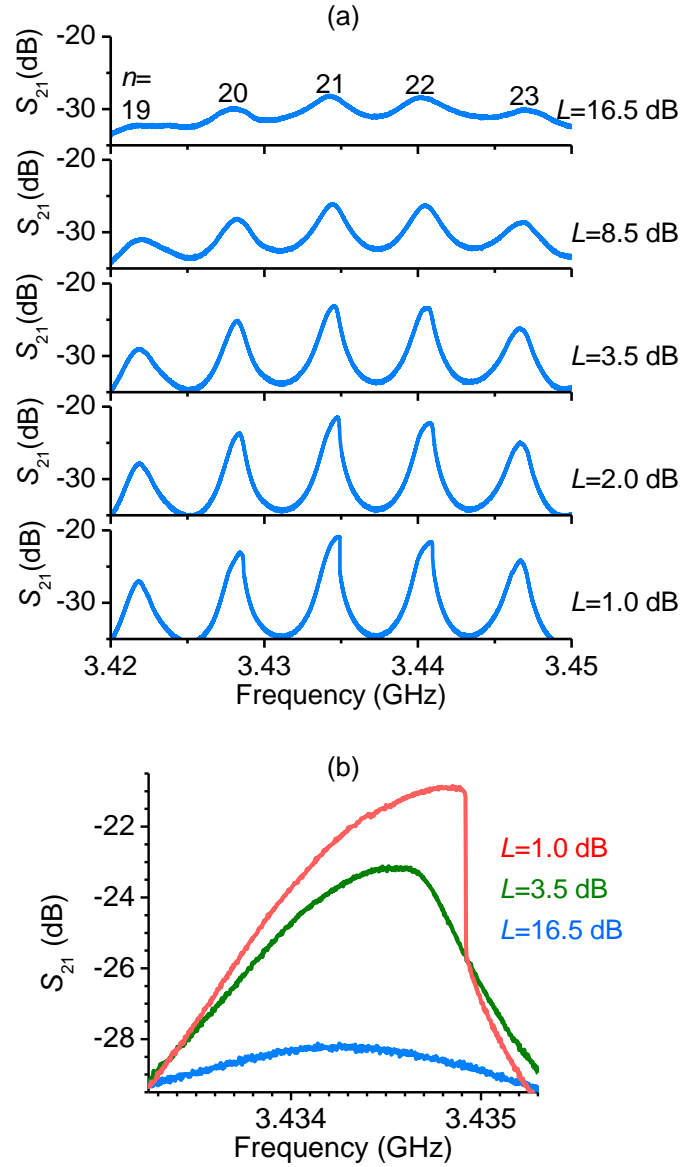 (a)
-20
n=
19 20 21 22 23
-30
S21(dB)
L=16.5 dB
-20
-30
S21(dB)
L=8.5 dB
-20
-30
S21(dB)
L=3.5 dB
-20
-30
S21(dB)
L=2.0 dB
-20
-30
S21(dB)
L=1.0 dB
3.42 3.43 3.44 3.45
Frequency (GHz)
(b)
-22
-24
-26
-28
S21 (dB)
L=1.0 dB
L=3.5 dB
L=16.5 dB
3.434 3.435
Frequency (GHz)